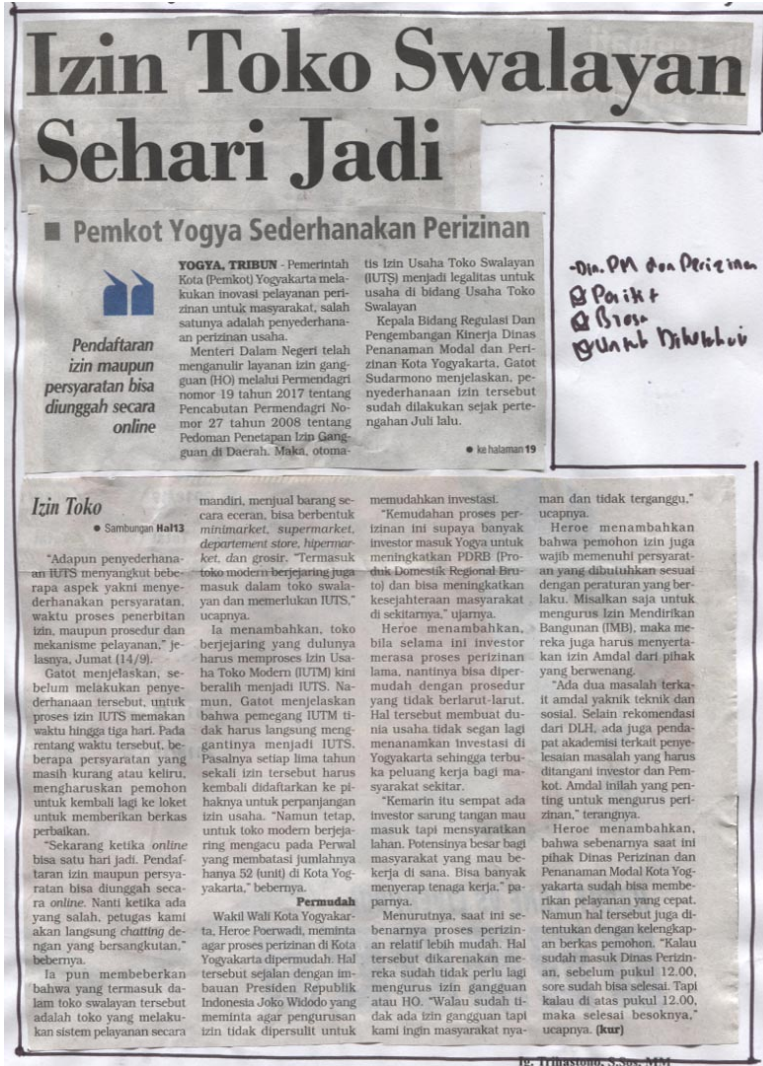 Izin Toko Swalayan
Sehari Jadi
■ Pemkot Yogya Sederhanakan Perizinan
Pendaftaran
izin maupun
persyaratan bisa
diunggah secara
online
YOGYA, TRIBUN - Pemerintah
Kota (Pemkot) Yogyakarta mela-
kukan inovasi pelayanan peri-
zinan untuk masyarakat, salah
satunya adalah penyederhana-
an perizinan usaha.
Menteri Dalam Negeri telah
menganulir layanan izin gang-
guan (HO) melalui Permendagri
nomor 19 tahun 2017 tentang
Pencabutan Permendagri No-
mor 27 tahun 2008 tentang
Pedoman Penetapan Izin Gang-
guan di Daerah. Maka, otoma-
tis Izin Usaha Toko Swalayan
(IUTS) menjadi legalitas untuk
usaha di bidang Usaha Toko
Swalayan
Kepala Bidang Regulasi Dan
Pengembangan Kinerja Dinas
Penanaman Modal dan Peri-
zinan Kota Yogyakarta, Gatot
Sudarmono menjelaskan, pe-
nyederhanaan izin tersebut
sudah dilakukan sejak perte-
ngahan Juli lalu.
● ke halaman 19
-Din. PM dan Perizinan
Positif
Untuk Diketahui
Izin Toko
● Sambungan Hal13
"Adapun penyederhana-
an IUTS menyangkut bebe-
rapa aspek yakni menye-
derhanakan persyaratan,
waktu proses penerbitan
izin, maupun prosedur dan
mekanisme pelayanan," je-
lasnya, Jumat (14/9).
Gatot menjelaskan, se-
belum melakukan penye-
derhanaan tersebut, untuk
proses izin IUTS memakan
waktu hingga tiga hari. Pada
rentang waktu tersebut, be-
berapa persyaratan yang
masih kurang atau keliru,
mengharuskan pemohon
untuk kembali lagi ke loket
untuk memberikan berkas
perbaikan.
"Sekarang ketika online
bisa satu hari jadi. Pendaf-
taran izin maupun persya-
ratan bisa diunggah seca-
ra online. Nanti ketika ada
yang salah, petugas kami
akan langsung chatting de-
ngan yang bersangkutan,"
bebernya.
Ia pun membeberkan
bahwa yang termasuk da-
lam toko swalayan tersebut
adalah toko yang melaku-
kan sistem pelayanan secara
mandiri, menjual barang se-
cara eceran, bisa berbentuk
minimarket, supermarket,
departement store, hipermar-
ket, dan grosir. "Termasuk
toko modern berjejaring juga
masuk dalam toko swala-
yan dan memerlukan IUTS,"
ucapnya.
Ia menambahkan, toko
berjejaring yang dulunya
harus memproses Izin Usa-
ha Toko Modern (IUTM) kini
beralih menjadi IUTS. Na-
mun, Gatot menjelaskan
bahwa pemegang IUTM ti-
dak harus langsung meng-
gantinya menjadi IUTS.
Pasalnya setiap lima tahun
sekali izin tersebut harus
kembali didaftarkan ke pi-
haknya untuk perpanjangan
izin usaha. "Namun tetap,
untuk toko modern berjeja-
ring mengacu pada Perwal
yang membatasi jumlahnya
hanya 52 (unit) di Kota Yog-
yakarta," bebernya.
Permudah
Wakil Wali Kota Yogyakar-
ta, Heroe Poerwadi, meminta
agar proses perizinan di Kota
Yogyakarta dipermudah. Hal
tersebut sejalan dengan im-
bauan Presiden Republik
Indonesia Joko Widodo yang
meminta agar pengurusan
izin tidak dipersulit untuk
memudahkan investasi.
"Kemudahan proses per-
izinan ini supaya banyak
investor masuk Yogya untuk
meningkatkan PDRB (Pro-
duk Domestik Regional Bru-
to) dan bisa meningkatkan
kesejahteraan masyarakat
di sekitarnya," ujarnya.
Heroe menambahkan,
bila selama ini investor
merasa proses perizinan
lama, nantinya bisa diper-
mudah dengan prosedur
yang tidak berlarut-larut.
Hal tersebut membuat du-
nia usaha tidak segan lagi
menanamkan investasi di
Yogyakarta sehingga terbu-
ka peluang kerja bagi ma-
syarakat sekitar.
"Kemarin itu sempat ada
investor sarung tangan mau
masuk tapi mensyaratkan
lahan. Potensinya besar bagi
masyarakat yang mau be-
kerja di sana. Bisa banyak
menyerap tenaga kerja," pa-
parnya.
Menurutnya, saat ini se-
benarnya proses perizin-
an relatif lebih mudah. Hal
tersebut dikarenakan me-
reka sudah tidak perlu lagi
mengurus izin gangguan
atau HO. "Walau sudah ti-
dak ada izin gangguan tapi
kami ingin masyarakat nya-
man dan tidak terganggu,"
ucapnya.
Heroe menambahkan
bahwa pemohon izin juga
wajib memenuhi persyarat-
an yang dibutuhkan sesuai
dengan peraturan yang ber-
laku. Misalkan saja untuk
mengurus Izin Mendirikan
Bangunan (IMB), maka me-
reka juga harus menyerta-
kan izin Amdal dari pihak
yang berwenang.
"Ada dua masalah terka-
it amdal yaknik teknik dan
sosial. Selain rekomendasi
dari DLH, ada juga penda-
pat akademisi terkait penye-
lesaian masalah yang harus
ditangani investor dan Pem-
kot. Amdal inilah yang pen-
ting untuk mengurus peri-
zinan," terangnya.
Heroe menambahkan,
bahwa sebenarnya saat ini
pihak Dinas Perizinan dan
Penanaman Modal Kota Yog-
yakarta sudah bisa membe-
rikan pelayanan yang cepat.
Namun hal tersebut juga di-
tentukan dengan kelengkap-
an berkas pemohon. "Kalau
sudah masuk Dinas Perizin-
an, sebelum pukul 12.00,
sore sudah bisa selesai. Tapi
kalau di atas pukul 12.00,
maka selesai besoknya,"
ucapnya. (kur)
Ig. Trihastono, S.Sos, MM